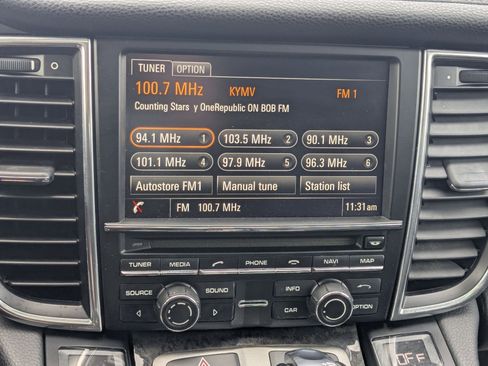 TUNER OPTION
100.7 MHz KYMV FM 1
Counting Stars y OneRepublic ON BOB FM
94.1 MHz 1 103.5 MHz 2 90.1 MHz 3
101.1 MHz 4 97.9 MHz 5 96.3 MHz 6
Autostore FM1 Manual tune Station list
FM 100.7 MHz 11:31 am
TUNER MEDIA PHONE NAVI MAP
SOURCE SOUND INFO
CAR OPTION
OFF